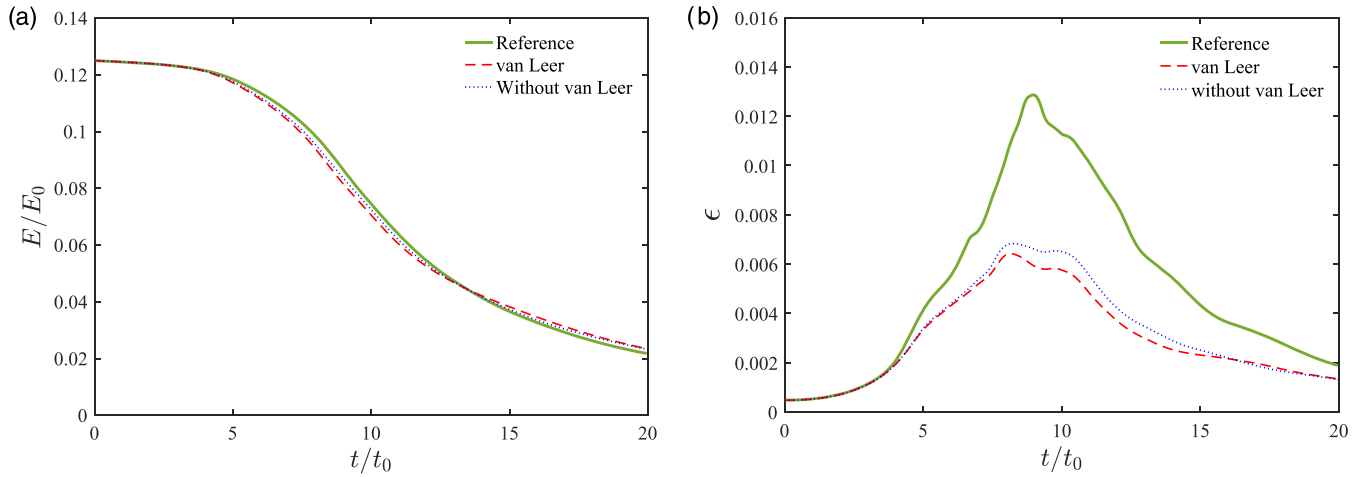 (a)
0.14
0.12
0.1
0.08
0.06
0.04
0.02
0
E/E₀
0 5 10 15 20
t/t₀
Reference
van Leer
Without van Leer
(b)
0.016
0.014
0.012
0.01
0.008
0.006
0.004
0.002
0
ϵ
0 5 10 15 20
t/t₀
Reference
van Leer
without van Leer